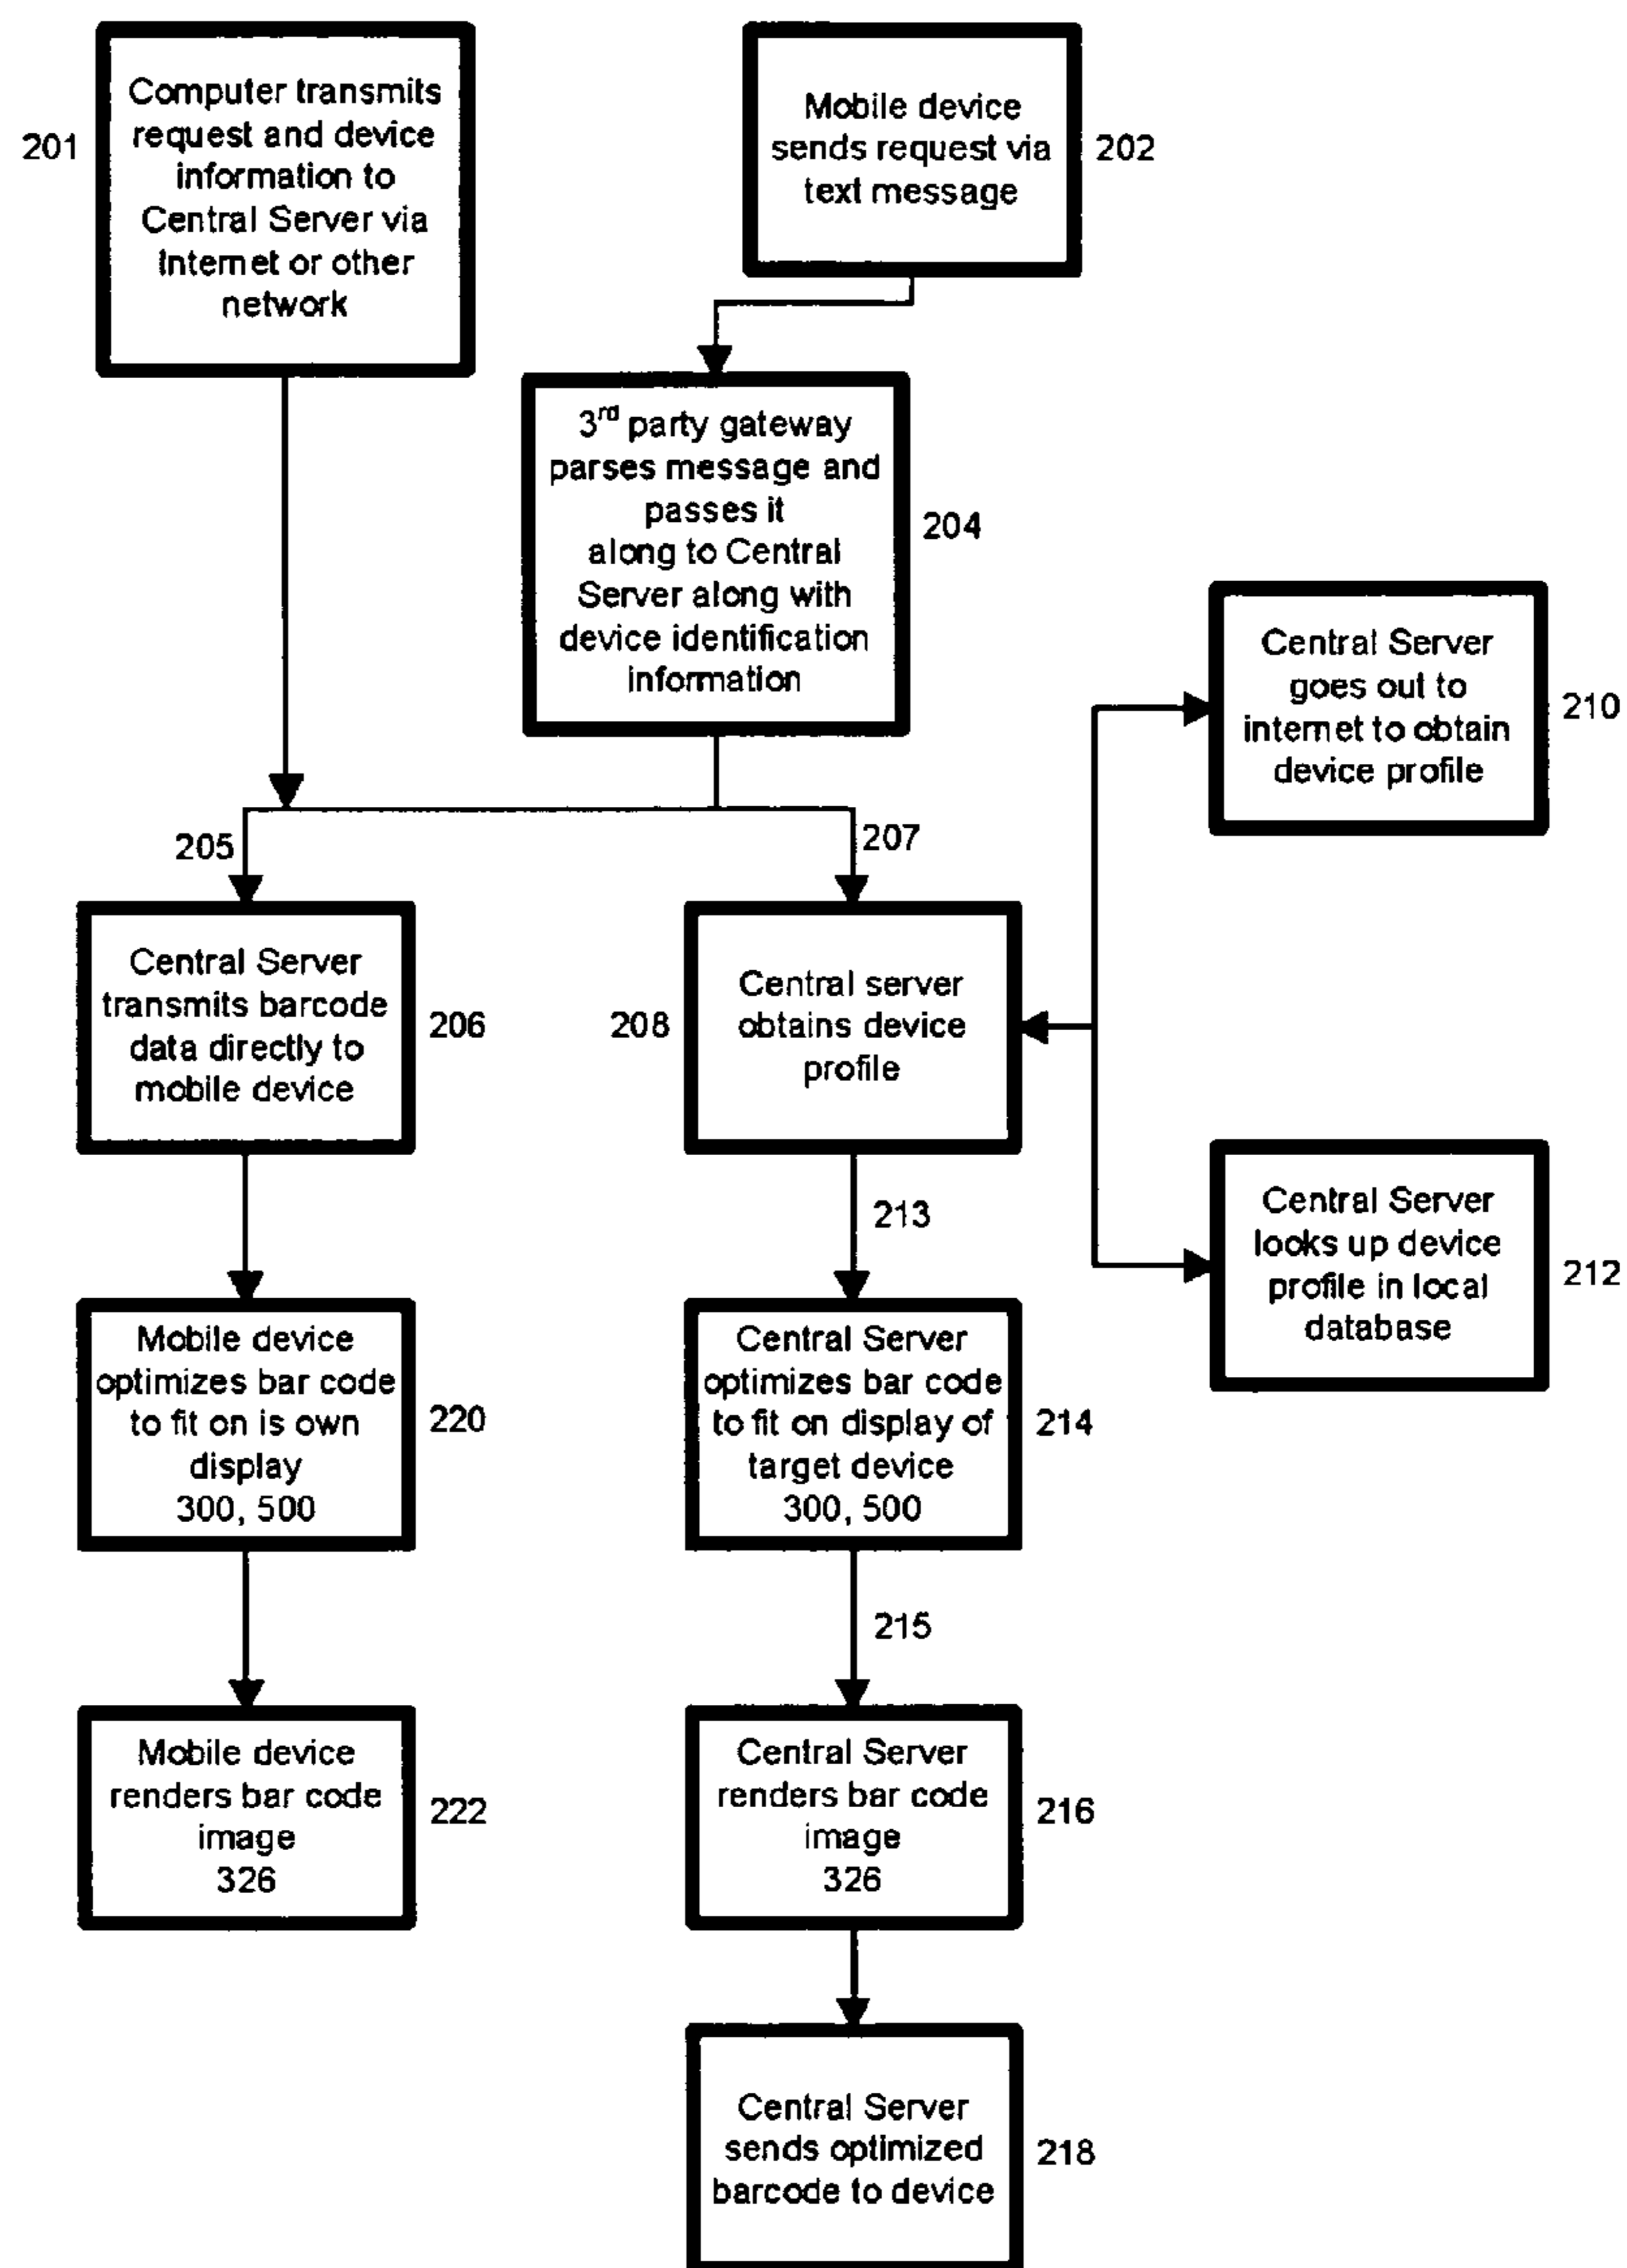 201
Computer transmits
request and device
information to
Central Server via
Internet or other
network
Mobile device
sends request via
text message
202
3rd party gateway
parses message and
passes it
along to Central
Server along with
device identification
information
204
Central Server
goes out to
internet to obtain
device profile
210
205
207
Central Server
transmits barcode
data directly to
mobile device
206
208
Central server
obtains device
profile
Central Server
looks up device
profile in local
database
212
213
Mobile device
optimizes bar code
to fit on is own
display
300, 500
220
Central Server
optimizes bar code
to fit on display of
target device
300, 500
214
215
Mobile device
renders bar code
image
326
222
Central Server
renders bar code
image
326
216
Central Server
sends optimized
barcode to device
218